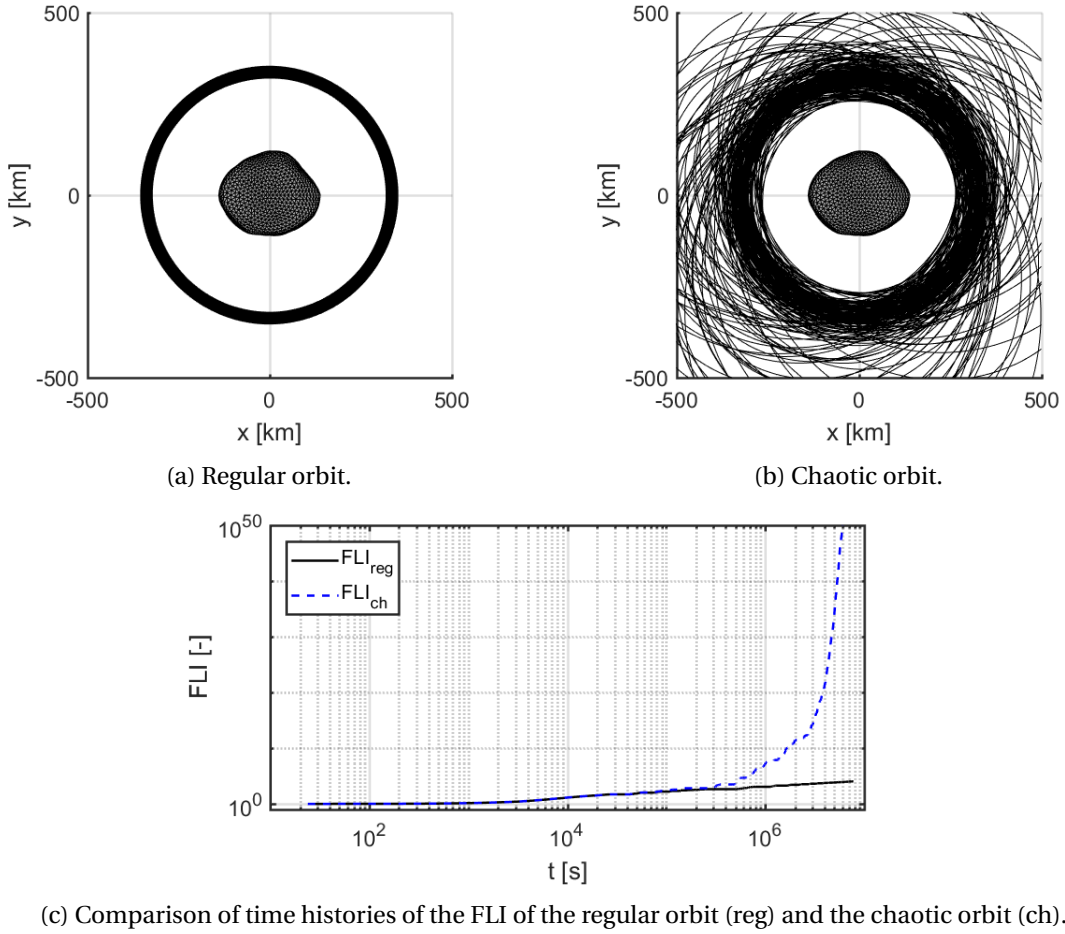 500
0
-500
y [km]
-500
0
500
x [km]
(a) Regular orbit.
500
0
-500
y [km]
-500
0
500
x [km]
(b) Chaotic orbit.
10^50
10^0
FLI [-]
FLI_reg
FLI_ch
10^2
10^4
10^6
t [s]
(c) Comparison of time histories of the FLI of the regular orbit (reg) and the chaotic orbit (ch).